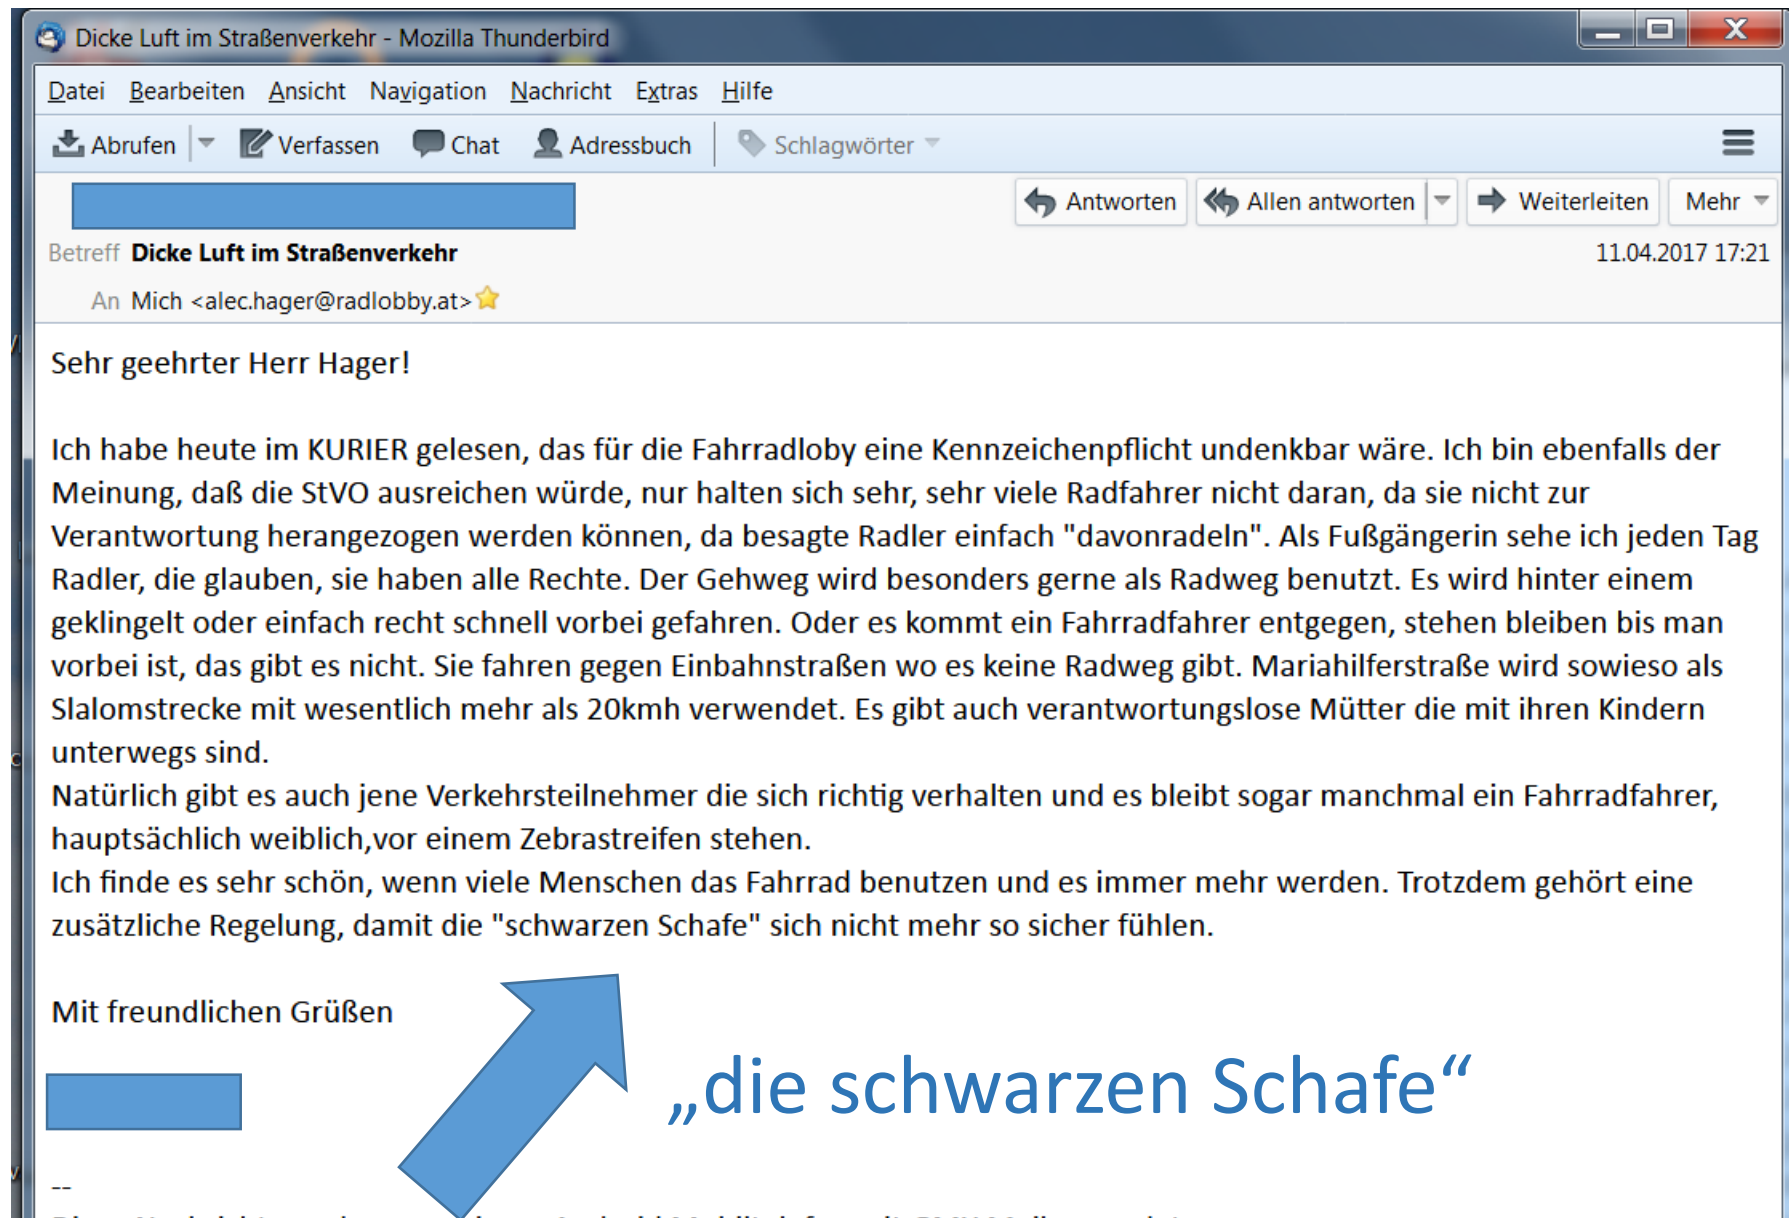 Dicke Luft im Straßenverkehr - Mozilla Thunderbird
Datei Bearbeiten Ansicht Navigation Nachricht Extras Hilfe
Abrufen Verfassen Chat Adressbuch Schlagwörter
Antworten Allen antworten Weiterleiten Mehr
Betreff Dicke Luft im Straßenverkehr 11.04.2017 17:21
An Mich <alec.hager@radlobby.at>
Sehr geehrter Herr Hager!
Ich habe heute im KURIER gelesen, das für die Fahrradloby eine Kennzeichenpflicht undenkbar wäre. Ich bin ebenfalls der
Meinung, daß die StVO ausreichen würde, nur halten sich sehr, sehr viele Radfahrer nicht daran, da sie nicht zur
Verantwortung herangezogen werden können, da besagte Radler einfach "davonradeln". Als Fußgängerin sehe ich jeden Tag
Radler, die glauben, sie haben alle Rechte. Der Gehweg wird besonders gerne als Radweg benutzt. Es wird hinter einem
geklingelt oder einfach recht schnell vorbei gefahren. Oder es kommt ein Fahrradfahrer entgegen, stehen bleiben bis man
vorbei ist, das gibt es nicht. Sie fahren gegen Einbahnstraßen wo es keine Radweg gibt. Mariahilferstraße wird sowieso als
Slalomstrecke mit wesentlich mehr als 20kmh verwendet. Es gibt auch verantwortungslose Mütter die mit ihren Kindern
unterwegs sind.
Natürlich gibt es auch jene Verkehrsteilnehmer die sich richtig verhalten und es bleibt sogar manchmal ein Fahrradfahrer,
hauptsächlich weiblich,vor einem Zebrastreifen stehen.
Ich finde es sehr schön, wenn viele Menschen das Fahrrad benutzen und es immer mehr werden. Trotzdem gehört eine
zusätzliche Regelung, damit die "schwarzen Schafe" sich nicht mehr so sicher fühlen.
Mit freundlichen Grüßen
„die schwarzen Schafe“
--